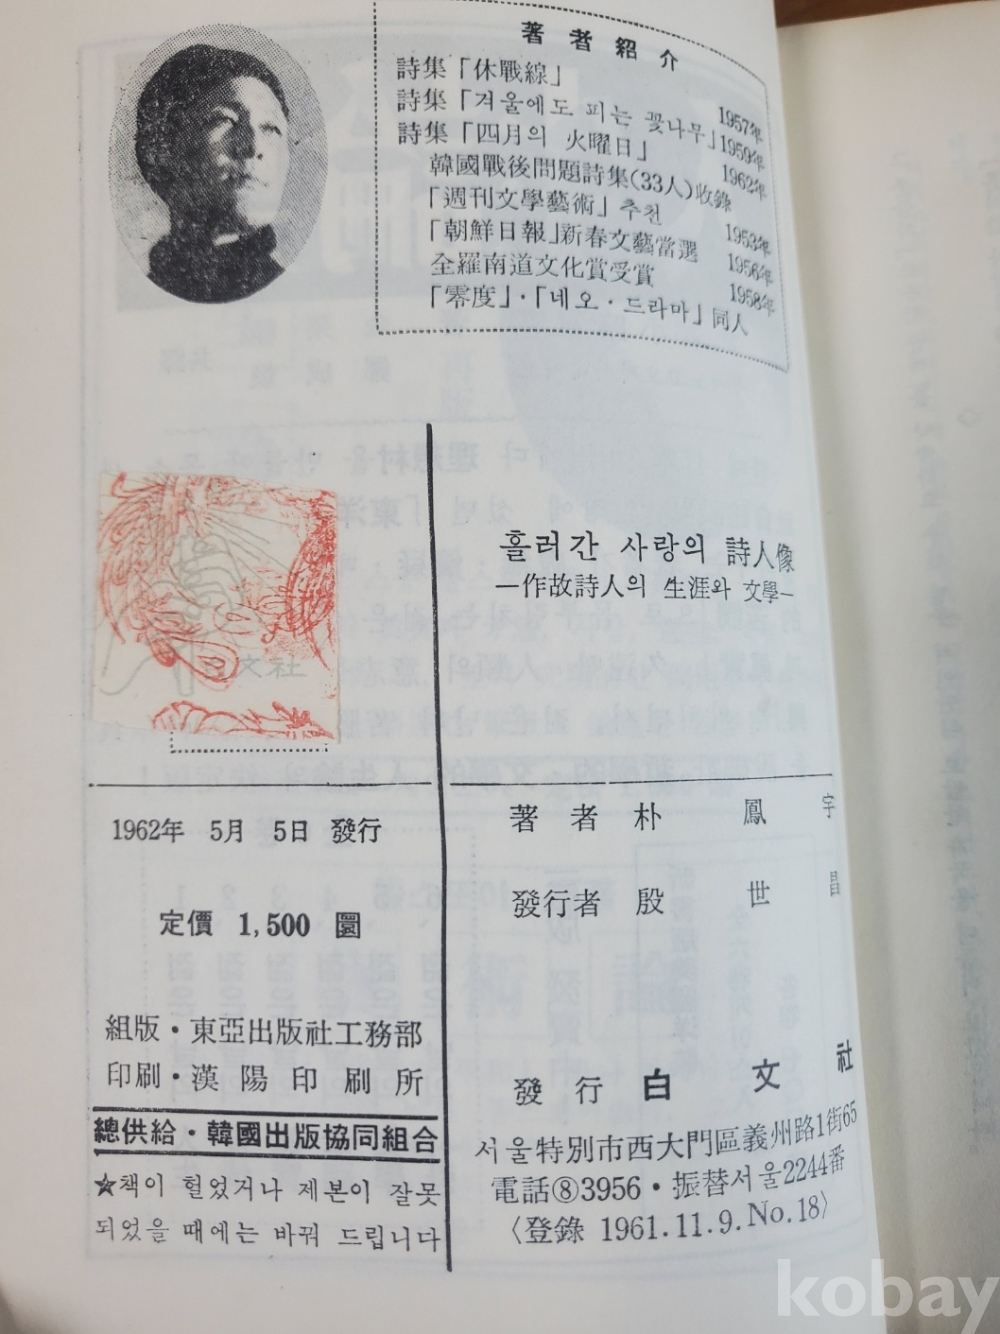 著者紹介
詩集「休戰線」 1957年
詩集「겨울에도 피는 꽃나무」 1959年
詩集「四月의 火曜日」 1962年
韓國戰後問題詩集(33人)收錄
「週刊文學藝術」추천 1953年
「朝鮮日報」新春文藝當選 1956年
全羅南道文化賞受賞 1958年
「零度」·「네오·드라마」同人
흘러간 사랑의 詩人像
—作故詩人의 生涯와 文學—
白文社
1962年 5月 5日 發行
定價 1,500 圜
組版·東亞出版社工務部
印刷·漢陽印刷所
總供給·韓國出版協同組合
☆책이 헐었거나 제본이 잘못
되었을 때에는 바꿔 드립니다
著者 朴鳳宇
發行者 殷世昌
發行 白文社
서울特別市西大門區義州路1街65
電話⑧3956·振替서울2244番
〈登錄 1961.11.9.No.18〉
kobay